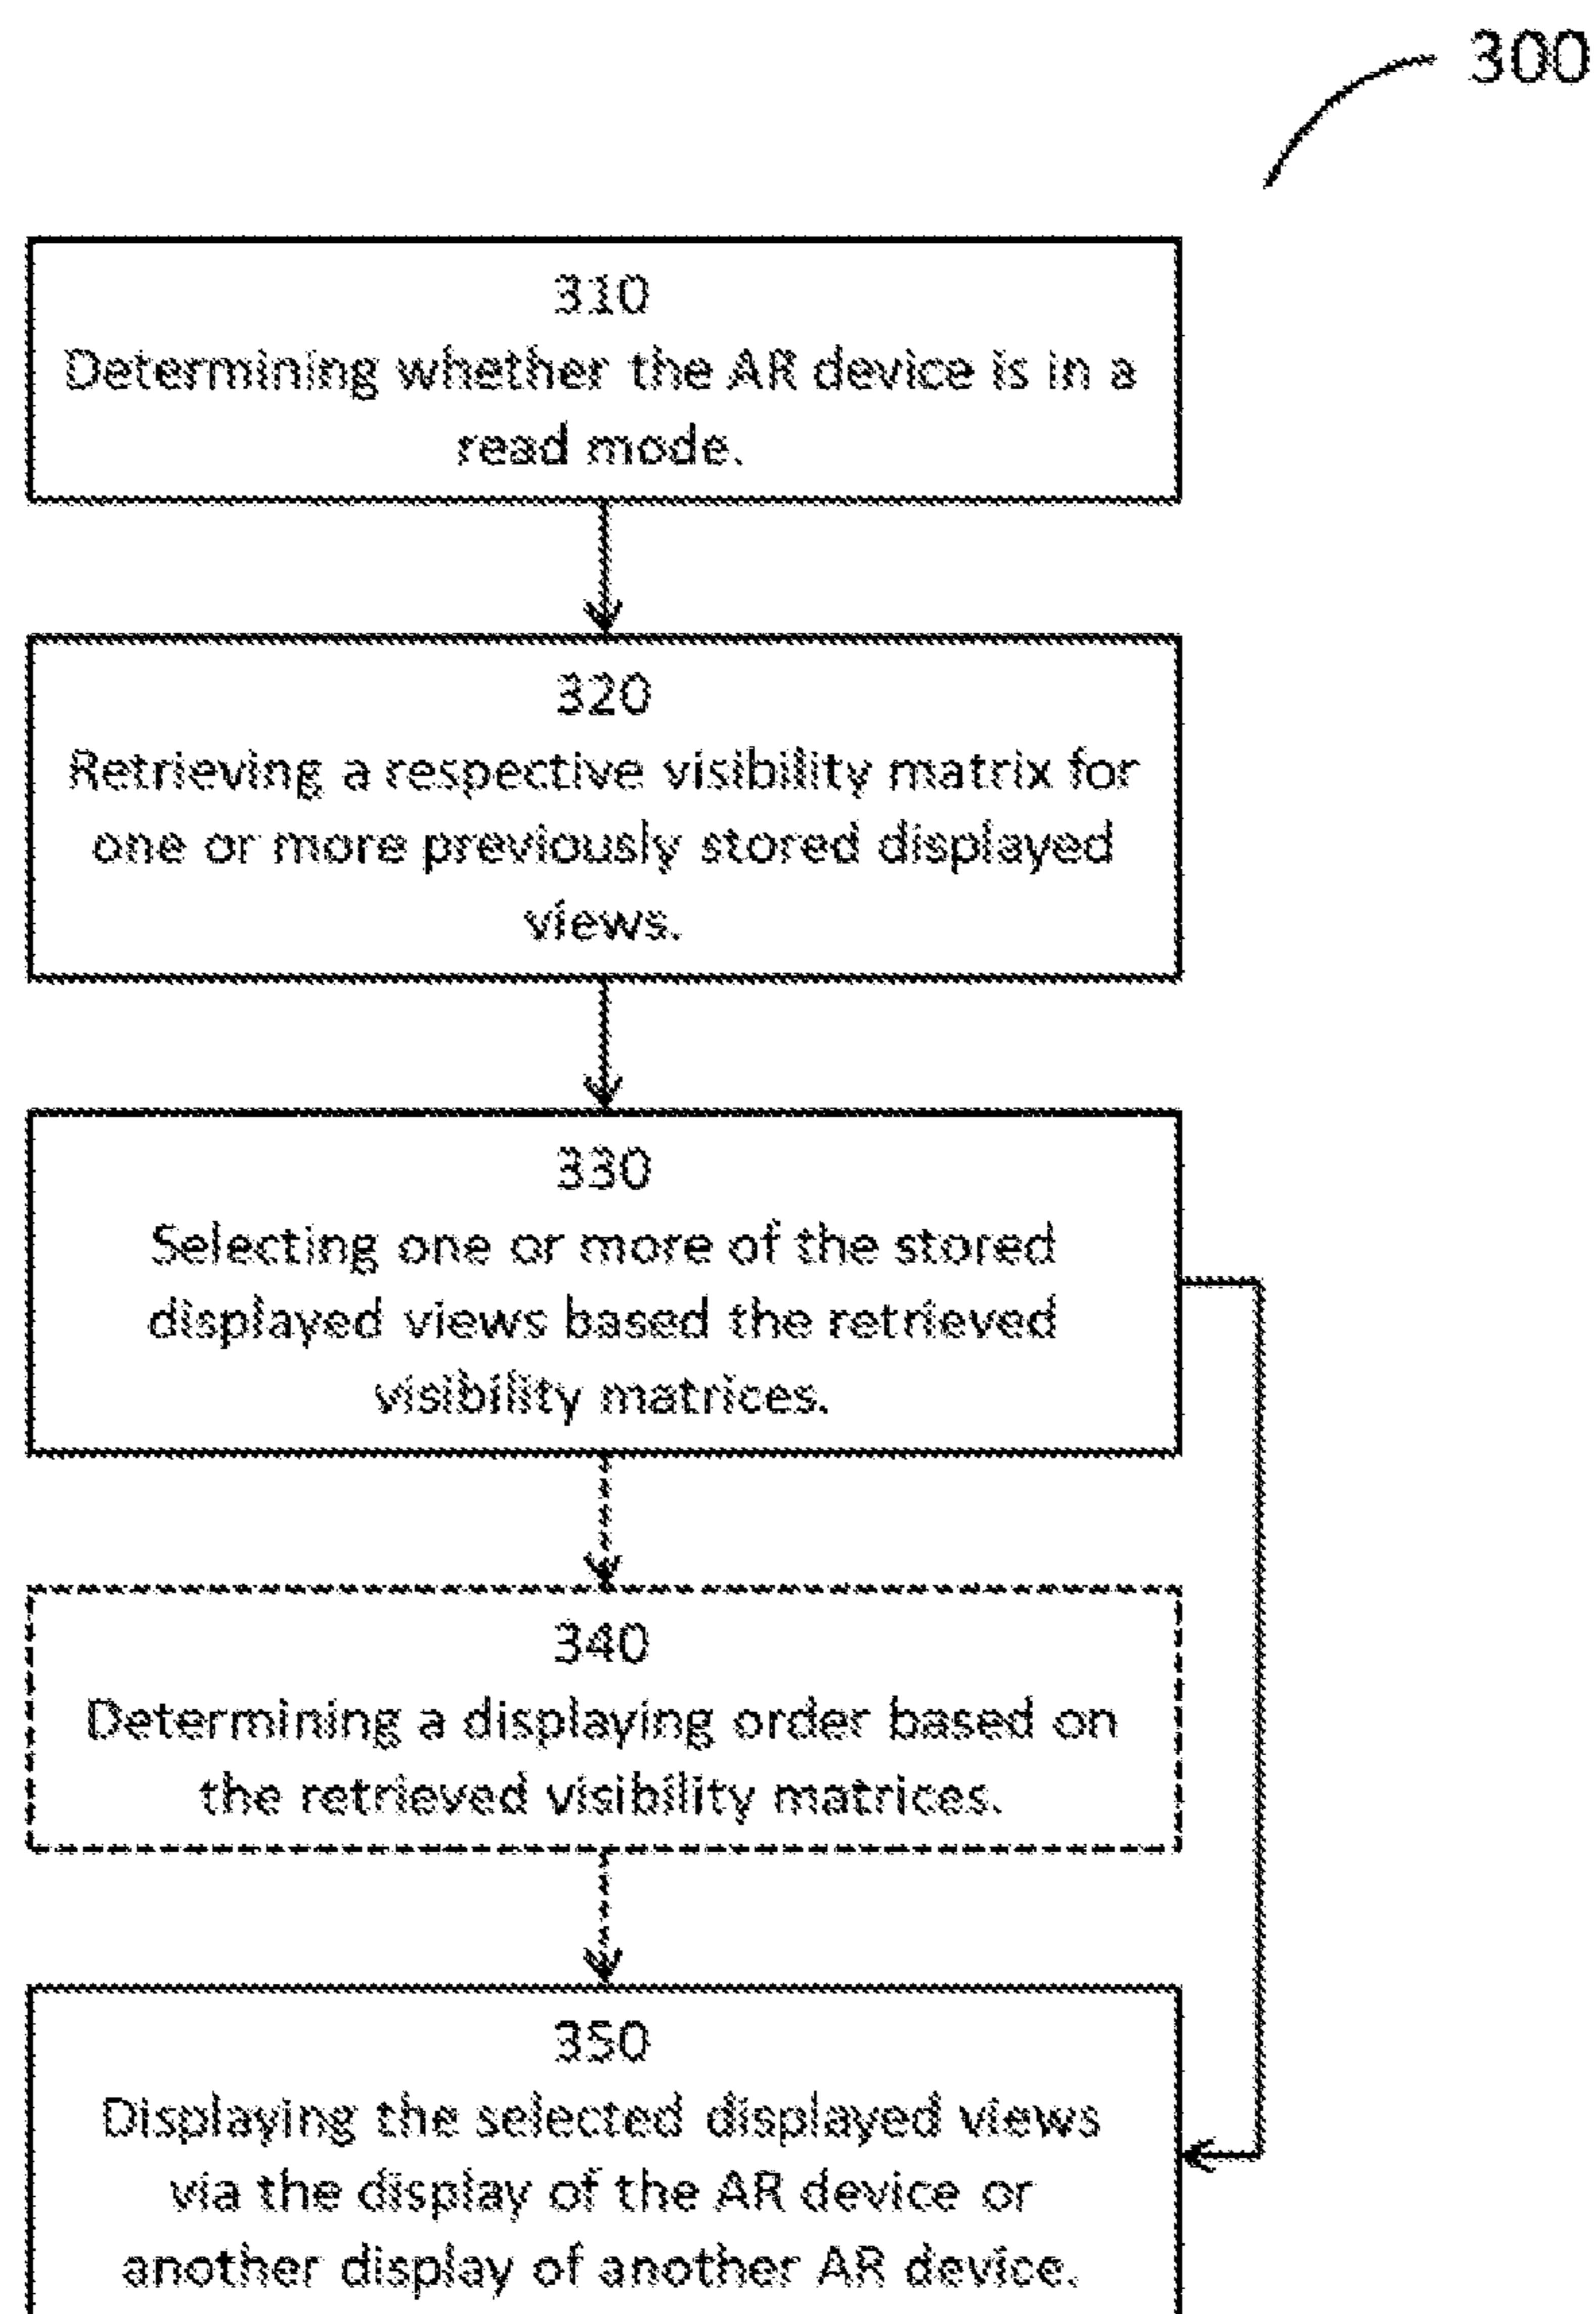 300
310
Determining whether the AR device is in a
read mode.
320
Retrieving a respective visibility matrix for
one or more previously stored displayed
views.
330
Selecting one or more of the stored
displayed views based the retrieved
visibility matrices.
340
Determining a displaying order based on
the retrieved visibility matrices.
350
Displaying the selected displayed views
via the display of the AR device or
another display of another AR device.